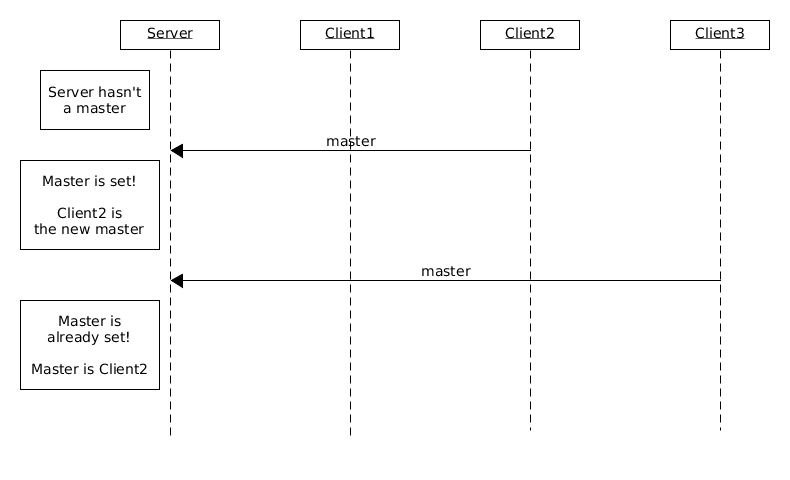 Server
Client1
Client2
Client3
Server hasn't
a master
master
Master is set!
Client2 is
the new master
master
Master is
already set!
Master is Client2